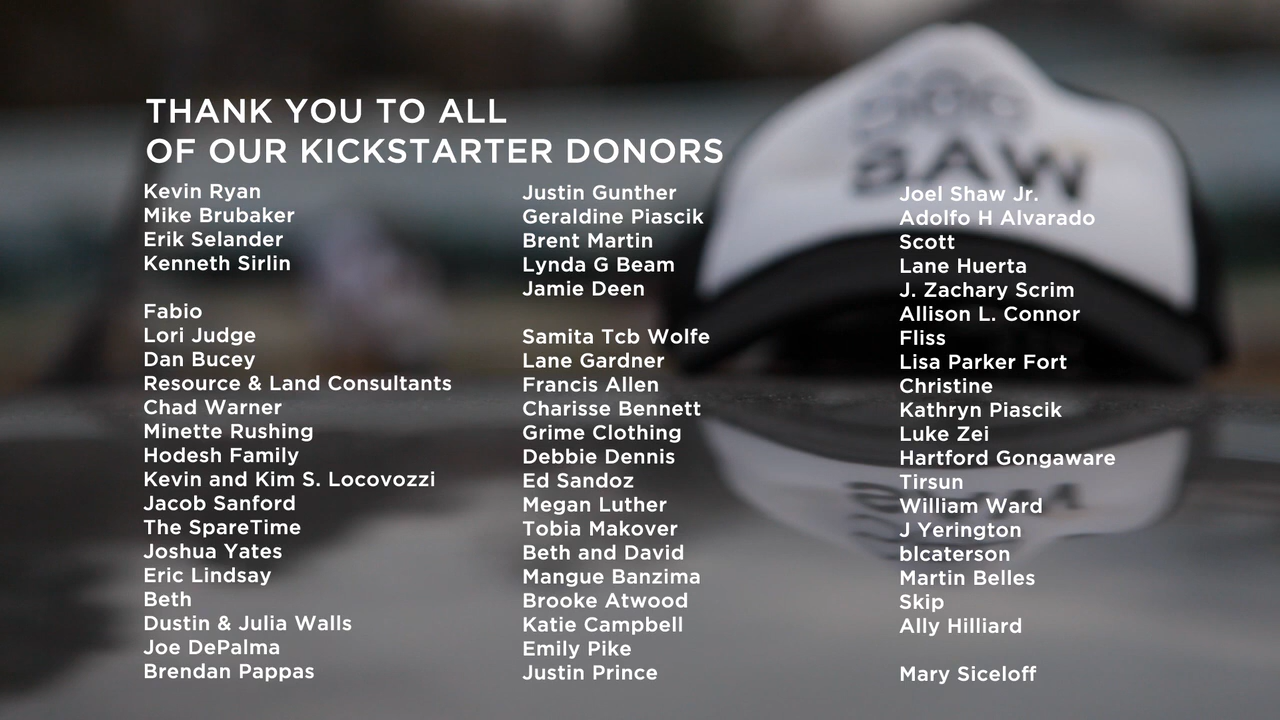 THANK YOU TO ALL
OF OUR KICKSTARTER DONORS
Kevin Ryan
Mike Brubaker
Erik Selander
Kenneth Sirlin
Fabio
Lori Judge
Dan Bucey
Resource & Land Consultants
Chad Warner
Minette Rushing
Hodesh Family
Kevin and Kim S. Locovozzi
Jacob Sanford
The SpareTime
Joshua Yates
Eric Lindsay
Beth
Dustin & Julia Walls
Joe DePalma
Brendan Pappas
Justin Gunther
Geraldine Piascik
Brent Martin
Lynda G Beam
Jamie Deen
Samita Tcb Wolfe
Lane Gardner
Francis Allen
Charisse Bennett
Grime Clothing
Debbie Dennis
Ed Sandoz
Megan Luther
Tobia Makover
Beth and David
Mangue Banzima
Brooke Atwood
Katie Campbell
Emily Pike
Justin Prince
Joel Shaw Jr.
Adolfo H Alvarado
Scott
Lane Huerta
J. Zachary Scrim
Allison L. Connor
Fliss
Lisa Parker Fort
Christine
Kathryn Piascik
Luke Zei
Hartford Gongaware
Tirsun
William Ward
J Yerington
blcaterson
Martin Belles
Skip
Ally Hilliard
Mary Siceloff
SAW